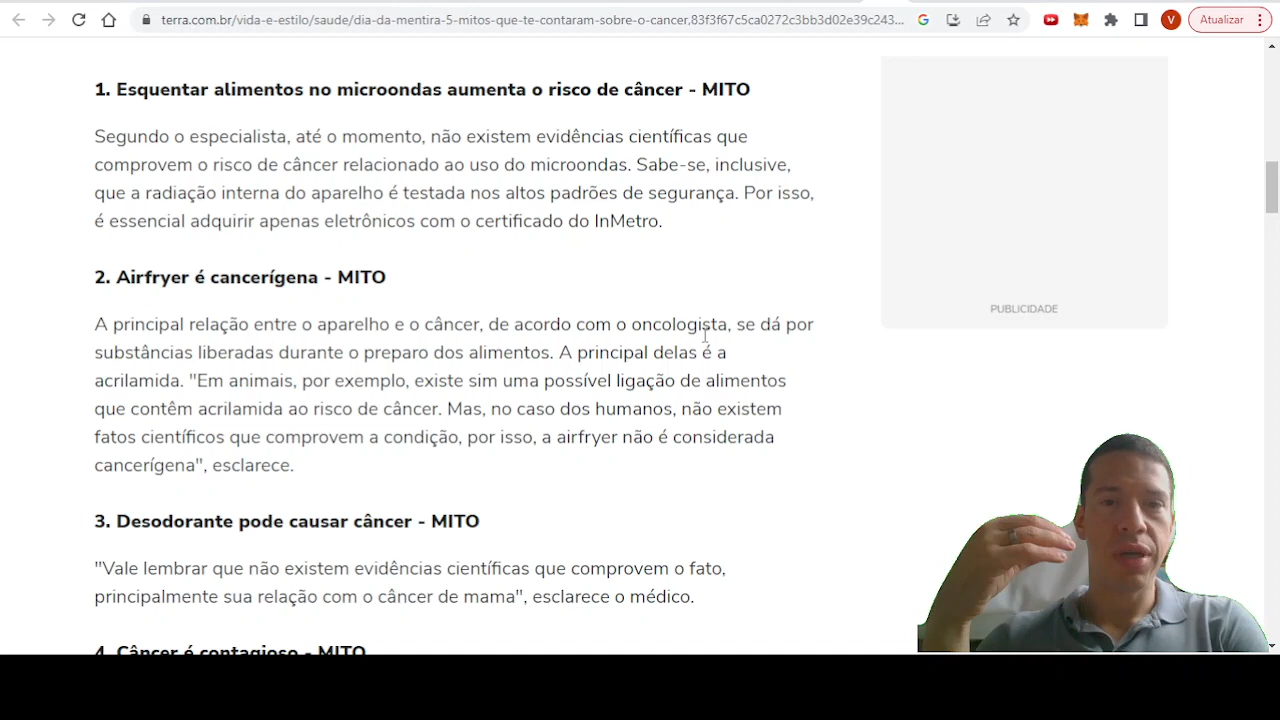 terra.com.br/vida-e-estilo/saude/dia-da-mentira-5-mitos-que-te-contaram-sobre-o-cancer,83f3f67c5ca0272c3bb3d02e39c243...
V
Atualizar
1. Esquentar alimentos no microondas aumenta o risco de câncer - MITO
Segundo o especialista, até o momento, não existem evidências científicas que
comprovem o risco de câncer relacionado ao uso do microondas. Sabe-se, inclusive,
que a radiação interna do aparelho é testada nos altos padrões de segurança. Por isso,
é essencial adquirir apenas eletrônicos com o certificado do InMetro.
2. Airfryer é cancerígena - MITO
A principal relação entre o aparelho e o câncer, de acordo com o oncologista, se dá por
substâncias liberadas durante o preparo dos alimentos. A principal delas é a
acrilamida. "Em animais, por exemplo, existe sim uma possível ligação de alimentos
que contêm acrilamida ao risco de câncer. Mas, no caso dos humanos, não existem
fatos científicos que comprovem a condição, por isso, a airfryer não é considerada
cancerígena", esclarece.
PUBLICIDADE
3. Desodorante pode causar câncer - MITO
"Vale lembrar que não existem evidências científicas que comprovem o fato,
principalmente sua relação com o câncer de mama", esclarece o médico.
4. Câncer é contagioso - MITO